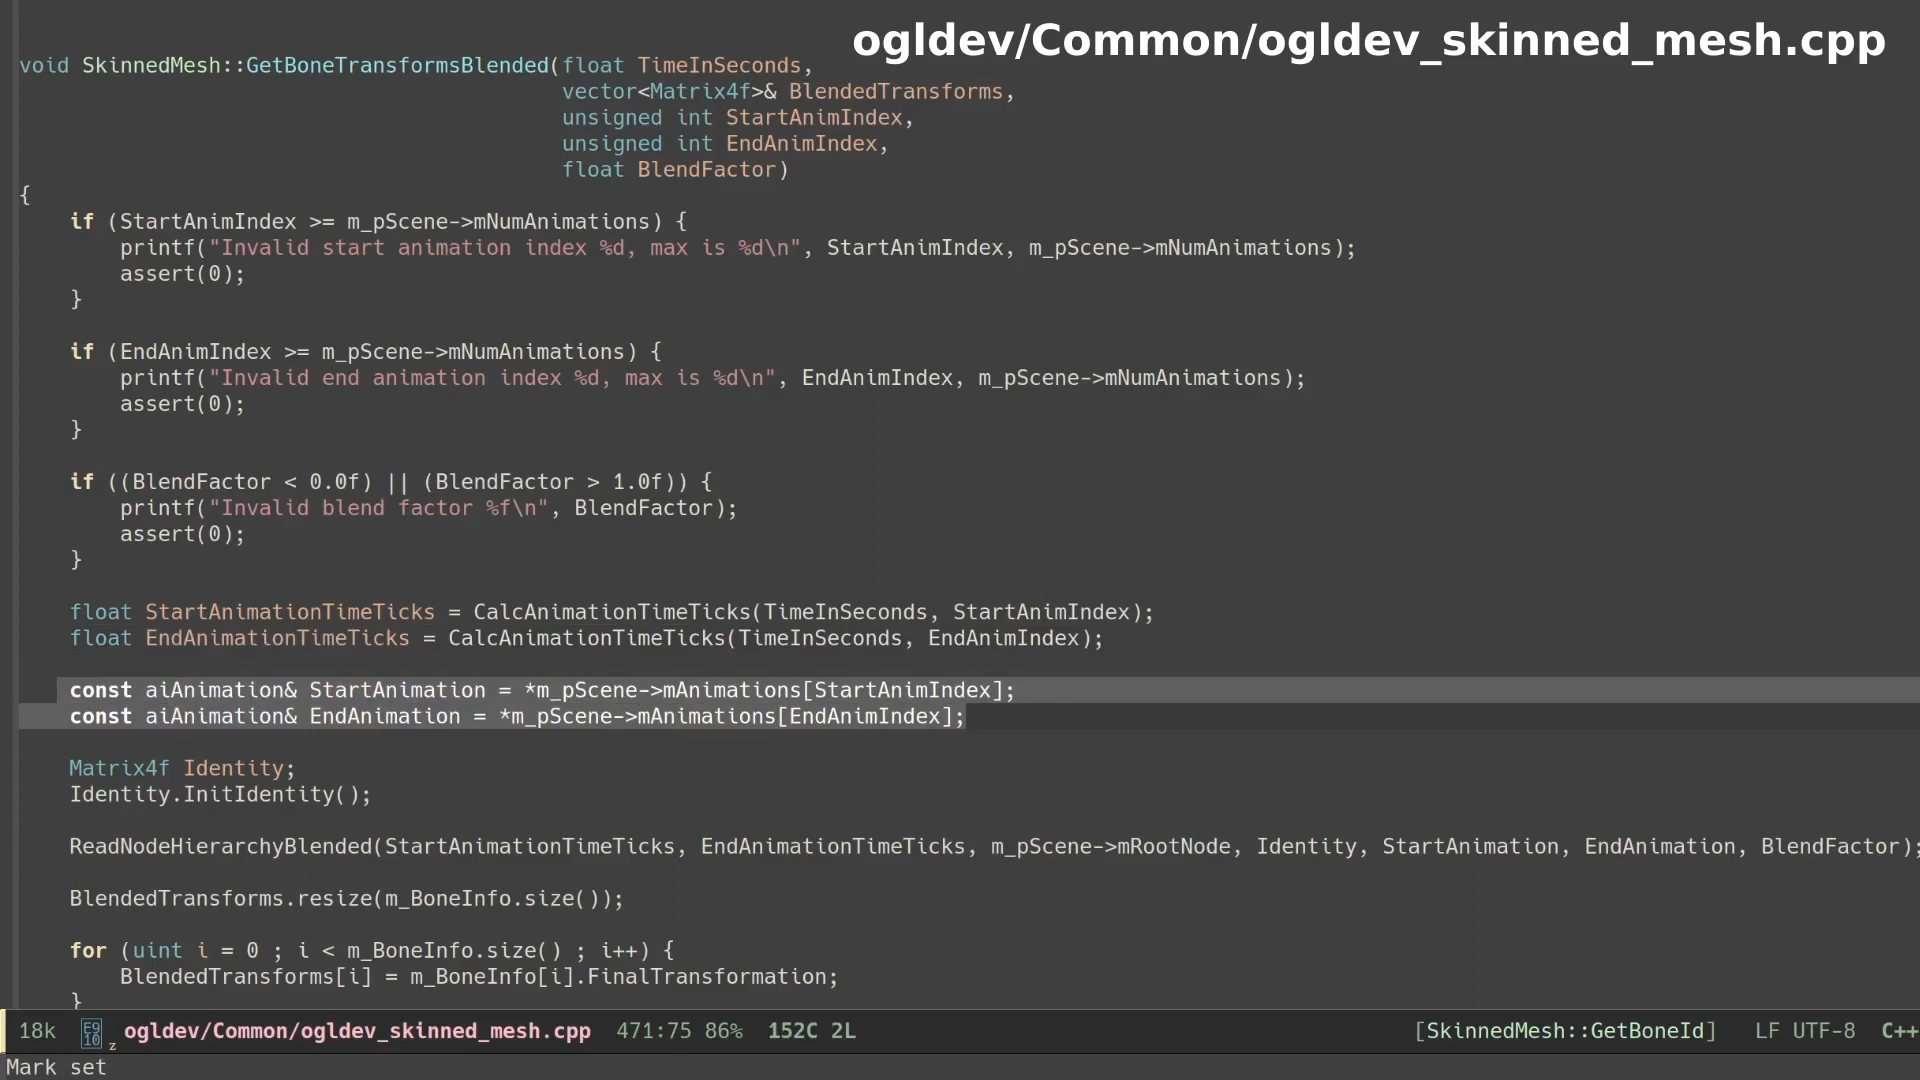 ogldev/Common/ogldev_skinned_mesh.cpp
void SkinnedMesh::GetBoneTransformsBlended(float TimeInSeconds,
vector<Matrix4f>& BlendedTransforms,
unsigned int StartAnimIndex,
unsigned int EndAnimIndex,
float BlendFactor)
{
if (StartAnimIndex >= m_pScene->mNumAnimations) {
printf("Invalid start animation index %d, max is %d\n", StartAnimIndex, m_pScene->mNumAnimations);
assert(0);
}
if (EndAnimIndex >= m_pScene->mNumAnimations) {
printf("Invalid end animation index %d, max is %d\n", EndAnimIndex, m_pScene->mNumAnimations);
assert(0);
}
if ((BlendFactor < 0.0f) || (BlendFactor > 1.0f)) {
printf("Invalid blend factor %f\n", BlendFactor);
assert(0);
}
float StartAnimationTimeTicks = CalcAnimationTimeTicks(TimeInSeconds, StartAnimIndex);
float EndAnimationTimeTicks = CalcAnimationTimeTicks(TimeInSeconds, EndAnimIndex);
const aiAnimation& StartAnimation = *m_pScene->mAnimations[StartAnimIndex];
const aiAnimation& EndAnimation = *m_pScene->mAnimations[EndAnimIndex];
Matrix4f Identity;
Identity.InitIdentity();
ReadNodeHierarchyBlended(StartAnimationTimeTicks, EndAnimationTimeTicks, m_pScene->mRootNode, Identity, StartAnimation, EndAnimation, BlendFactor);
BlendedTransforms.resize(m_BoneInfo.size());
for (uint i = 0 ; i < m_BoneInfo.size() ; i++) {
BlendedTransforms[i] = m_BoneInfo[i].FinalTransformation;
}
18k E9 10 z ogldev/Common/ogldev_skinned_mesh.cpp 471:75 86% 152C 2L [SkinnedMesh::GetBoneId] LF UTF-8 C++
Mark set